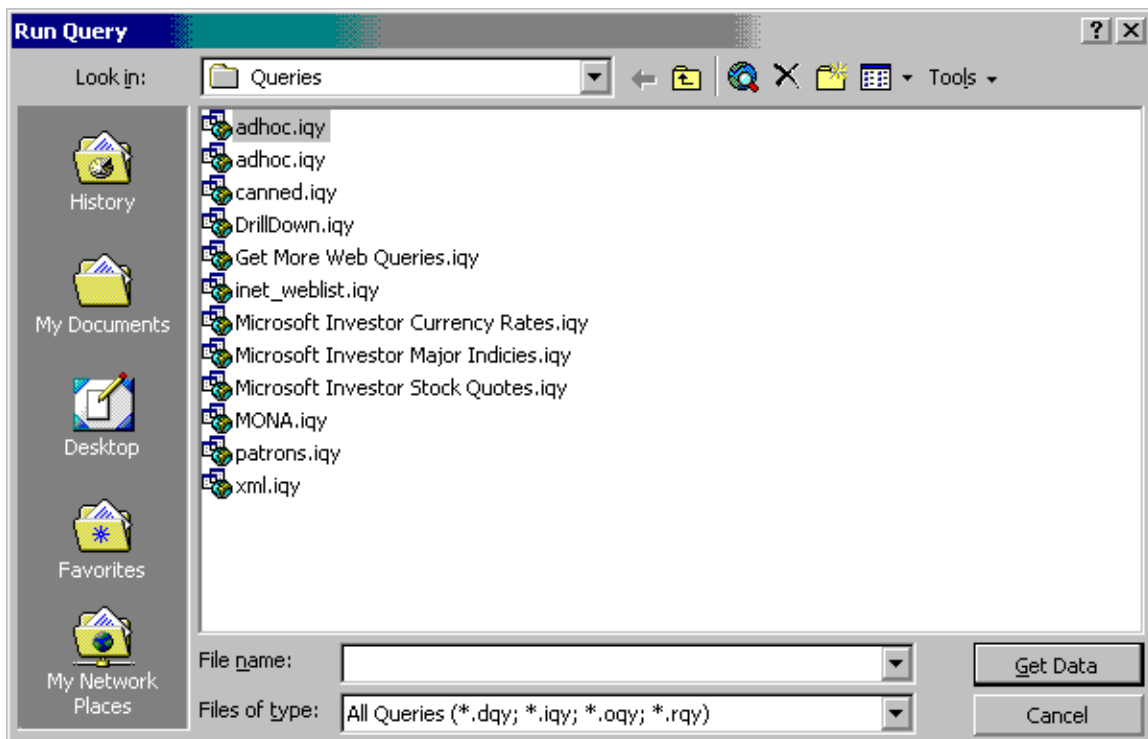 Run Query
Look in:
Queries
Tools
History
My Documents
Desktop
Favorites
My Network
Places
adhoc.iqy
adhoc.iqy
canned.iqy
DrillDown.iqy
Get More Web Queries.iqy
inet_weblist.iqy
Microsoft Investor Currency Rates.iqy
Microsoft Investor Major Indicies.iqy
Microsoft Investor Stock Quotes.iqy
MONA.iqy
patrons.iqy
xml.iqy
File name:
Get Data
Files of type:
All Queries (*.dqy; *.iqy; *.oqy; *.rqy)
Cancel